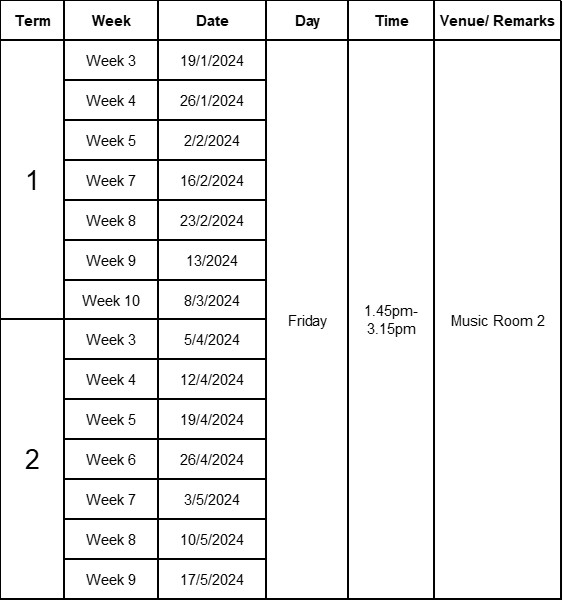 Term Week Date Day Time Venue/ Remarks
1
Week 3 19/1/2024
Week 4 26/1/2024
Week 5 2/2/2024
Week 7 16/2/2024
Week 8 23/2/2024
Week 9 13/2024
Week 10 8/3/2024
Friday
1.45pm-
3.15pm
Music Room 2
2
Week 3 5/4/2024
Week 4 12/4/2024
Week 5 19/4/2024
Week 6 26/4/2024
Week 7 3/5/2024
Week 8 10/5/2024
Week 9 17/5/2024